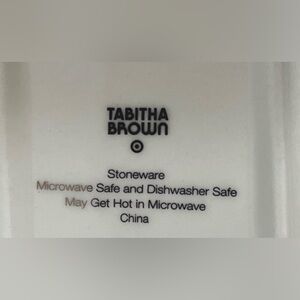 TABITHA
BROWN
Stoneware
Microwave Safe and Dishwasher Safe
May Get Hot in Microwave
China